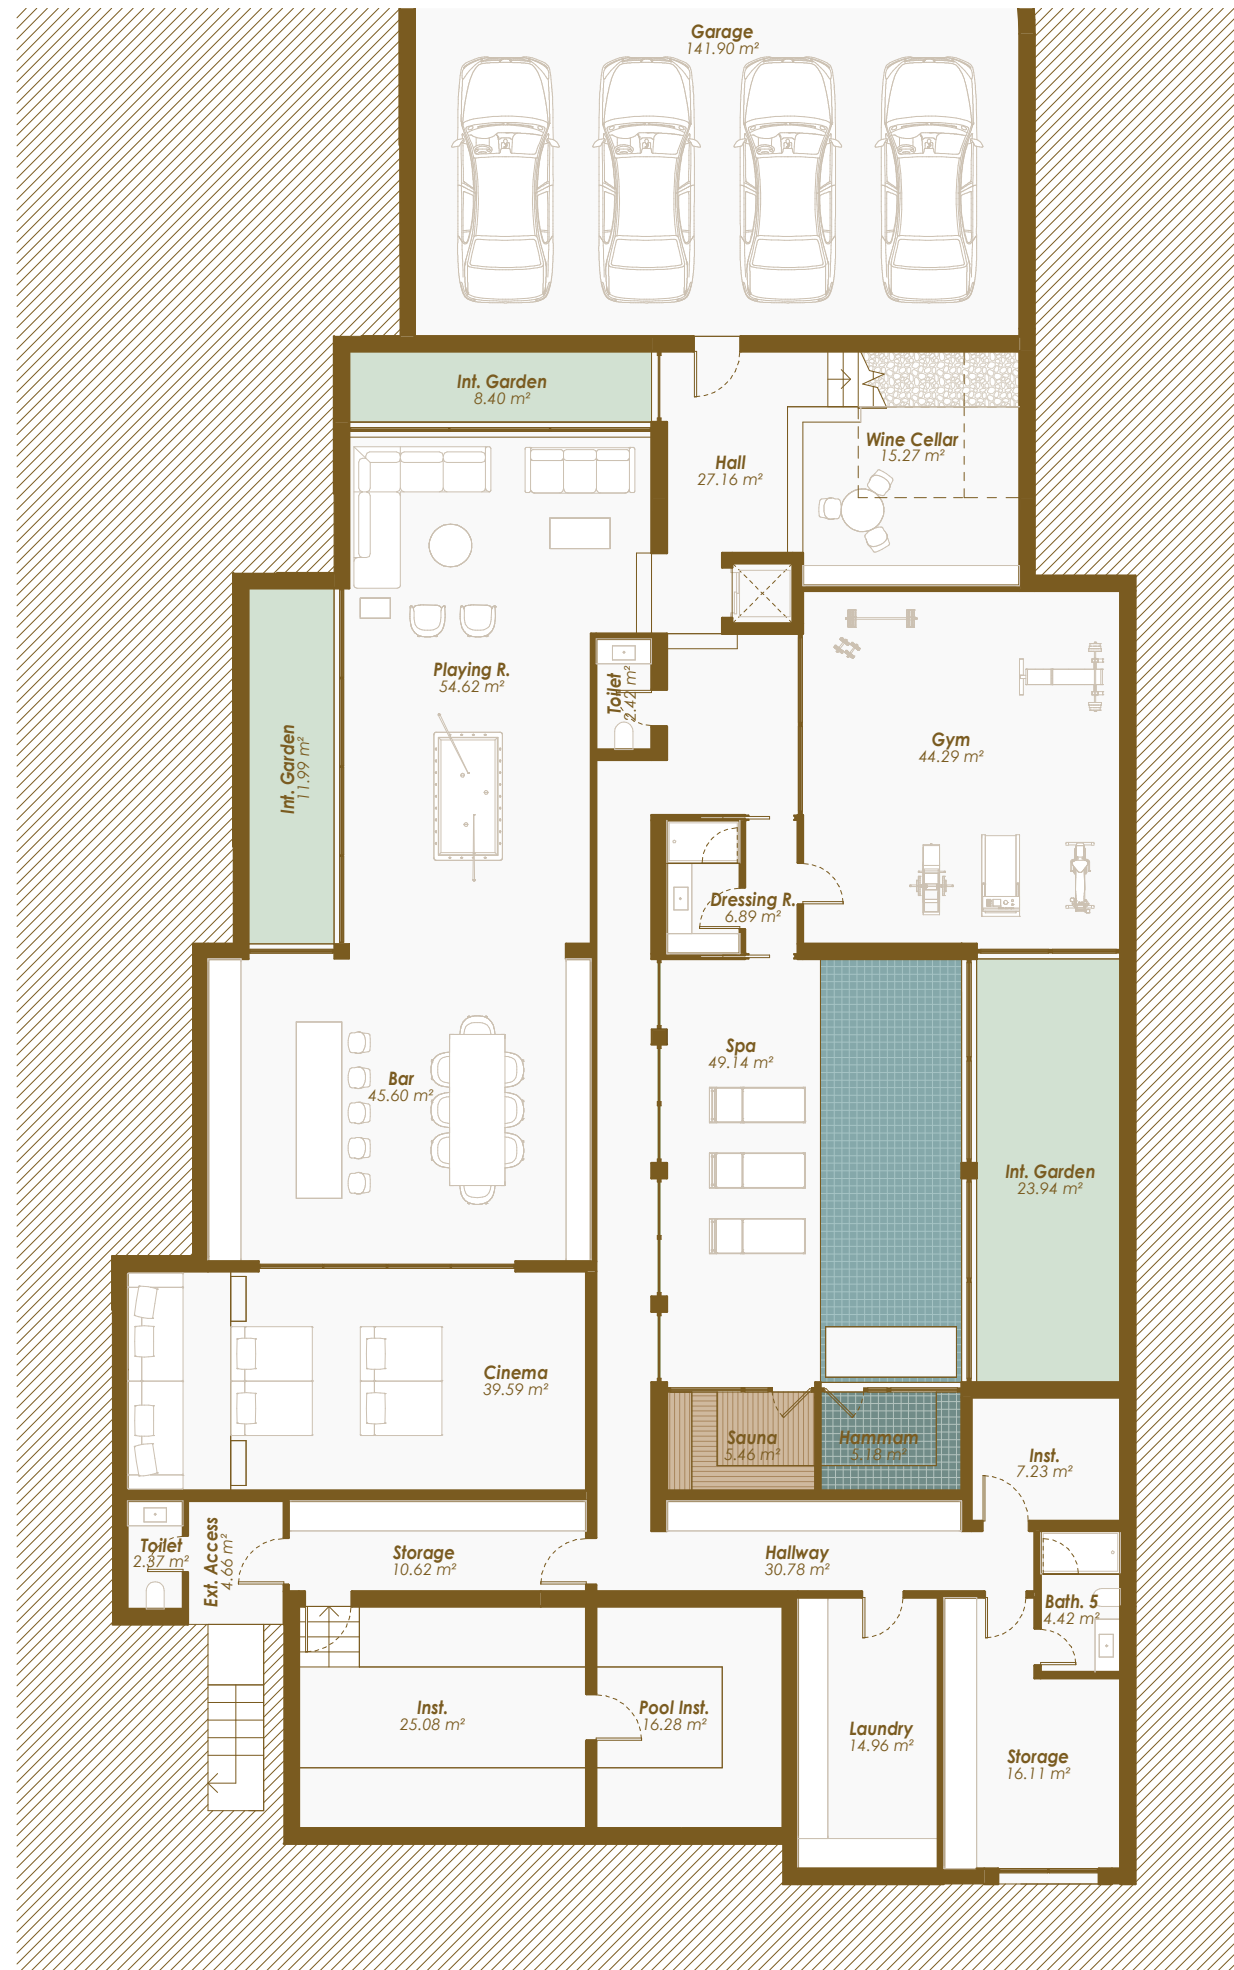 Garage
141.90 m²
Int. Garden
8.40 m²
Wine Cellar
15.27 m²
Hall
27.16 m²
Playing R.
54.62 m²
Toilet
2.42 m²
Int. Garden
11.99 m²
Gym
44.29 m²
Dressing R.
6.89 m²
Spa
49.14 m²
Bar
45.60 m²
Int. Garden
23.94 m²
Cinema
39.59 m²
Sauna
5.46 m²
Hammam
5.18 m²
Inst.
7.23 m²
Toilet
2.37 m²
Ext. Access
4.66 m²
Storage
10.62 m²
Hallway
30.78 m²
Bath. 5
4.42 m²
Inst.
25.08 m²
Pool Inst.
16.28 m²
Laundry
14.96 m²
Storage
16.11 m²